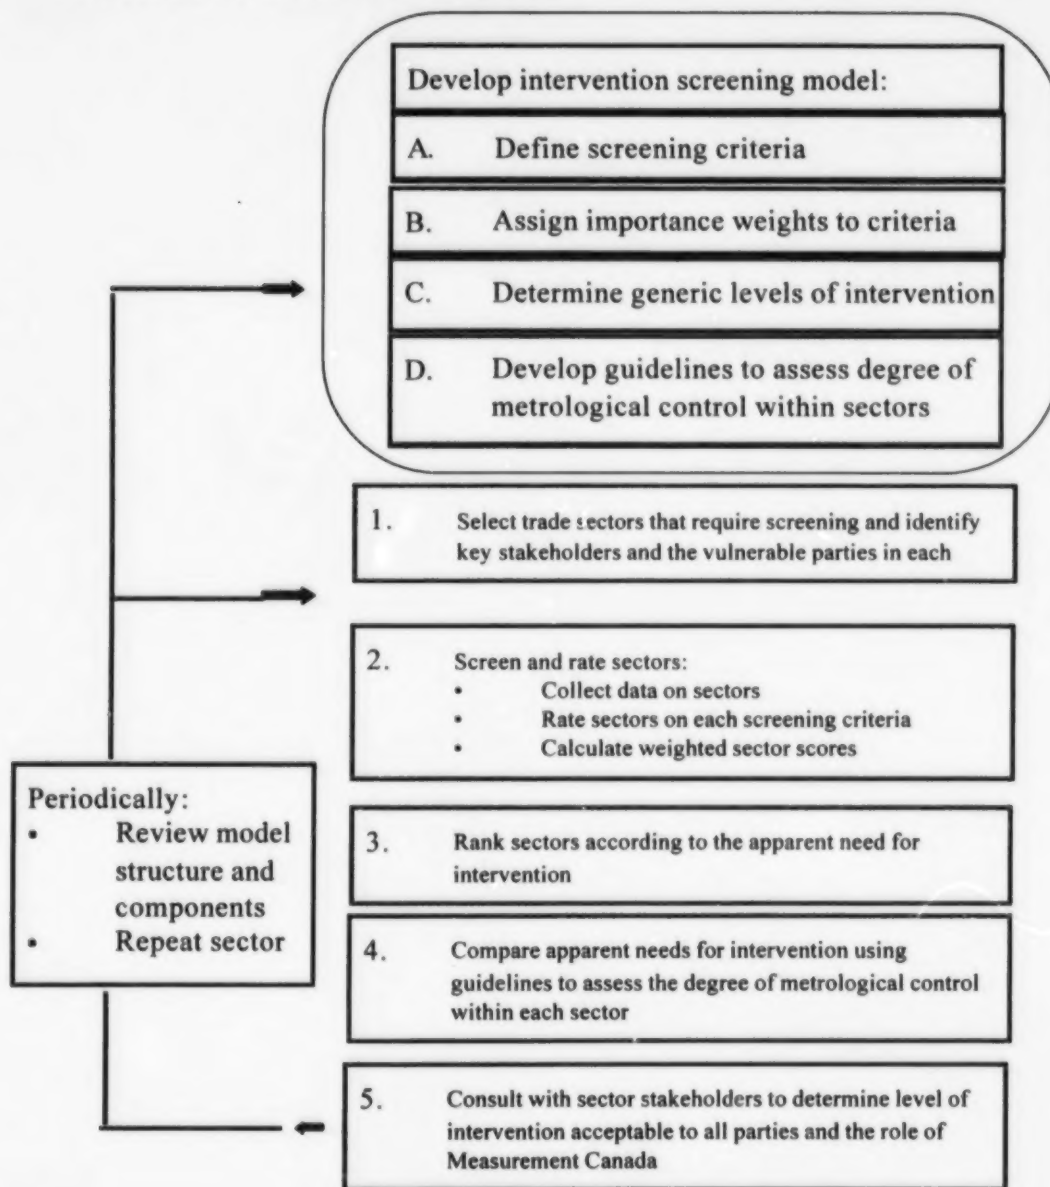 Develop intervention screening model:
A. Define screening criteria
B. Assign importance weights to criteria
C. Determine generic levels of intervention
D. Develop guidelines to assess degree of
metrological control within sectors
1. Select trade sectors that require screening and identify
key stakeholders and the vulnerable parties in each
2. Screen and rate sectors:
• Collect data on sectors
• Rate sectors on each screening criteria
• Calculate weighted sector scores
Periodically:
• Review model
structure and
components
• Repeat sector
3. Rank sectors according to the apparent need for
intervention
4. Compare apparent needs for intervention using
guidelines to assess the degree of metrological control
within each sector
5. Consult with sector stakeholders to determine level of
intervention acceptable to all parties and the role of
Measurement Canada